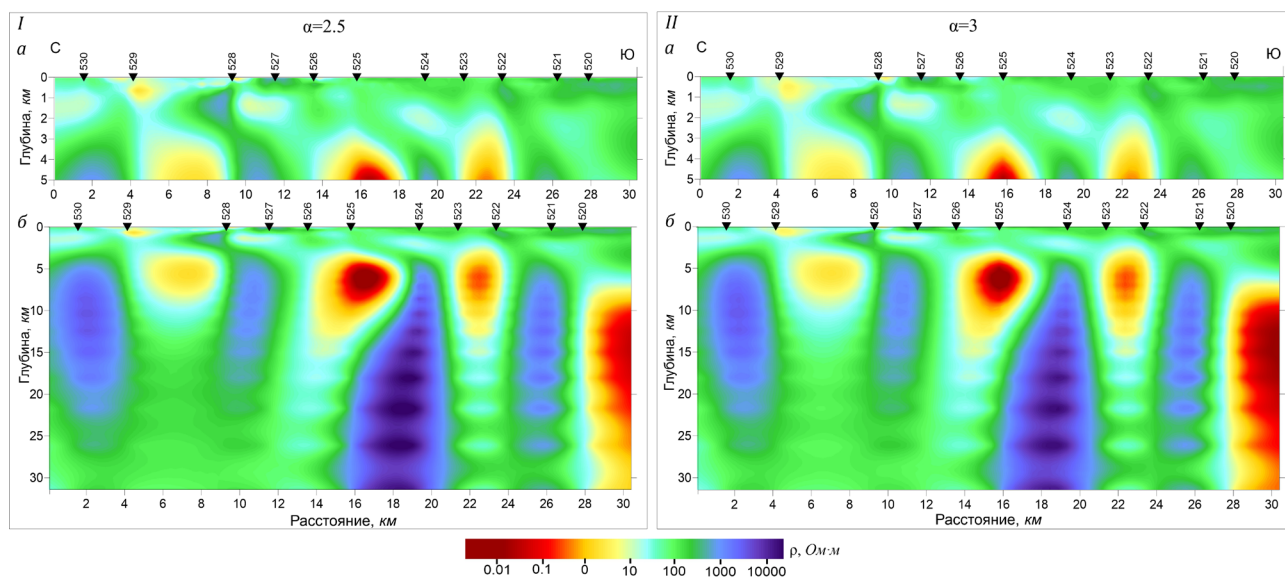 I α=2.5
а С Ю
530 529 528 527 526 525 524 523 522 521 520
Глубина, км
0 1 2 3 4 5
0 2 4 6 8 10 12 14 16 18 20 22 24 26 28
б 530 529 528 527 526 525 524 523 522 521 520
Глубина, км
0 5 10 15 20 25 30
2 4 6 8 10 12 14 16 18 20 22 24 26 28 30
Расстояние, км
II α=3
а С Ю
530 529 528 527 526 525 524 523 522 521 520
Глубина, км
0 1 2 3 4 5
0 2 4 6 8 10 12 14 16 18 20 22 24 26 28 30
б 530 529 528 527 526 525 524 523 522 521 520
Глубина, км
0 5 10 15 20 25 30
2 4 6 8 10 12 14 16 18 20 22 24 26 28 30
Расстояние, км
ρ, Ом·м
0.01 0.1 0 10 100 1000 10000